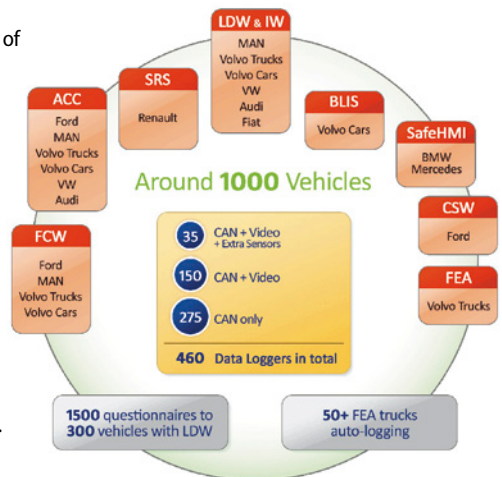 of
LDW & IW
MAN
Volvo Trucks
Volvo Cars
VW
Audi
Fiat
SRS
Renault
BLIS
Volvo Cars
ACC
Ford
MAN
Volvo Trucks
Volvo Cars
VW
Audi
SafeHMI
BMW
Mercedes
Around 1000 Vehicles
CSW
Ford
FCW
Ford
MAN
Volvo Trucks
Volvo Cars
FEA
Volvo Trucks
35 CAN + Video
+ Extra Sensors
150 CAN + Video
275 CAN only
460 Data Loggers in total
1500 questionnaires to
300 vehicles with LDW
50+ FEA trucks
auto-logging
.